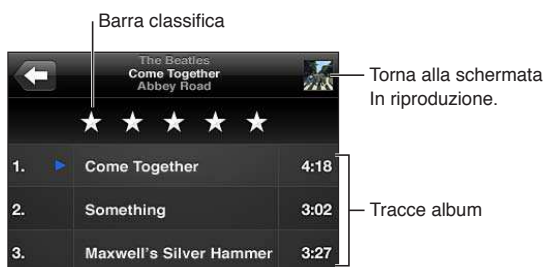 Barra classifica
The Beatles
Come Together
Abbey Road
Torna alla schermata
In riproduzione.
1. Come Together 4:18
2. Something 3:02
Tracce album
3. Maxwell's Silver Hammer 3:27